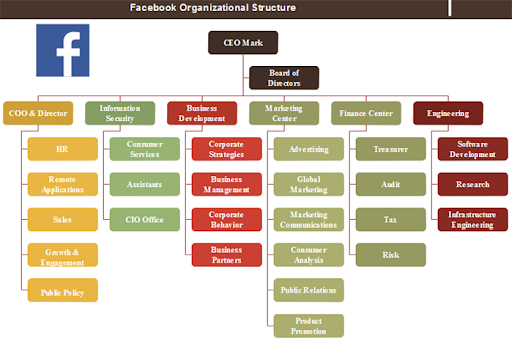 Facebook Organizational Structure
f
CEO Mark
Board of
Directors
COO & Director
Information
Security
Business
Development
Marketing
Center
Finance Center
Engineering
HR
Remote
Applications
Sales
Growth &
Engagement
Public Policy
Consumer
Services
Assistants
CIO Office
Corporate
Strategies
Business
Management
Corporate
Behavior
Business
Partners
Advertising
Global
Marketing
Marketing
Communications
Consumer
Analysis
Public Relations
Product
Promotion
Treasurer
Audit
Tax
Risk
Software
Development
Research
Infrastructure
Engineering